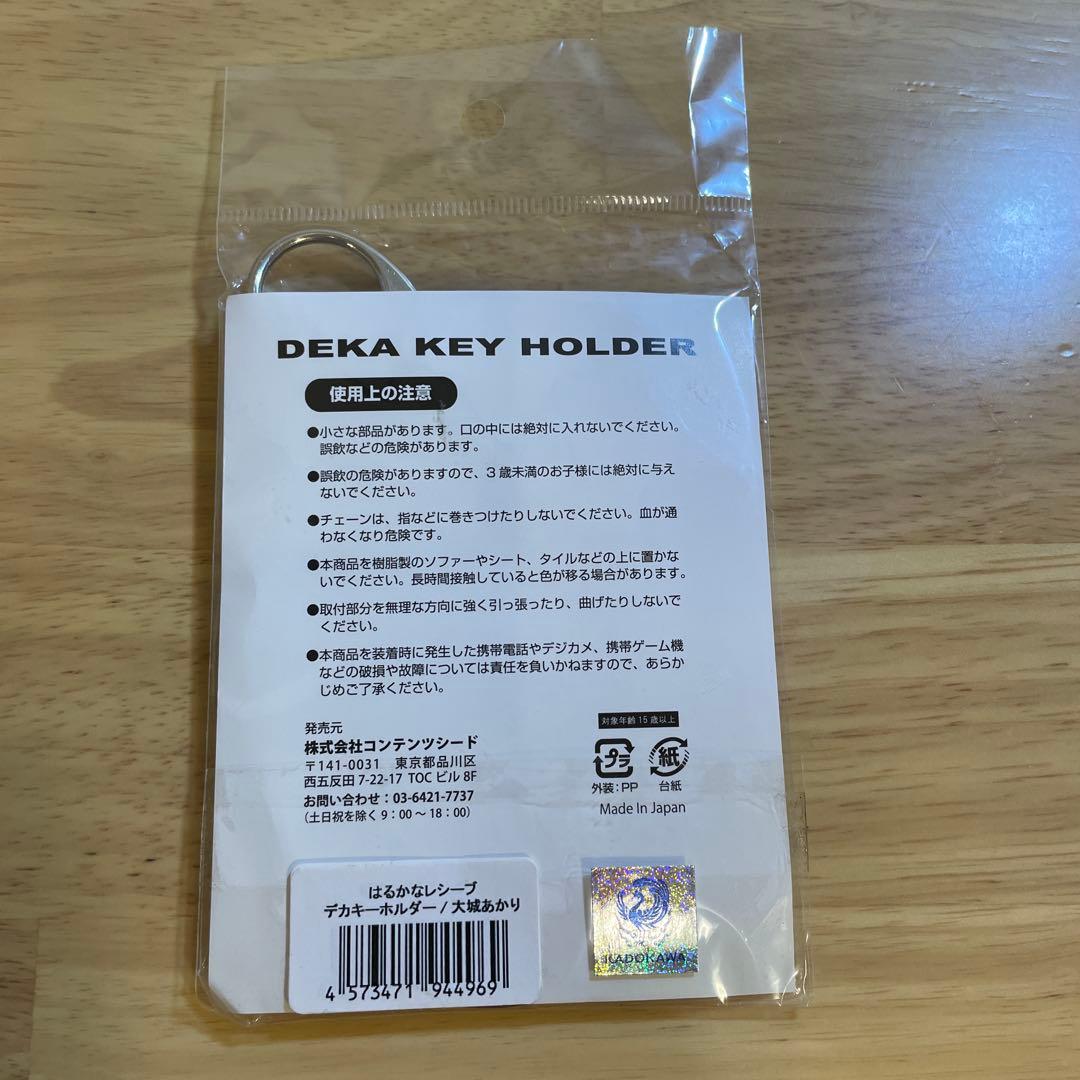 DEKA KEY HOLDER
使用上の注意
●小さな部品があります。口の中には絶対に入れないでください。
誤飲などの危険があります。
●誤飲の危険がありますので、3歳未満のお子様には絶対に与え
ないでください。
●チェーンは、指などに巻きつけたりしないでください。血が通
わなくなり危険です。
●本商品を樹脂製のソファーやシート、タイルなどの上に置かな
いでください。長時間接触していると色が移る場合があります。
●取付部分を無理な方向に強く引っ張ったり、曲げたりしないで
ください。
●本商品を装着時に発生した携帯電話やデジカメ、携帯ゲーム機
などの破損や故障については責任を負いかねますので、あらか
じめご了承ください。
発売元
株式会社コンテンツシード
〒141-0031 東京都品川区
西五反田7-22-17 TOCビル 8F
お問い合わせ:03-6421-7737
(土日祝を除く9:00~18:00)
対象年齢15歳以上
プラ
紙
外装:PP
台紙
Made In Japan
はるかなレシーブ
デカキーホルダー/大城あかり
4 573471 944969
KADOKAWA